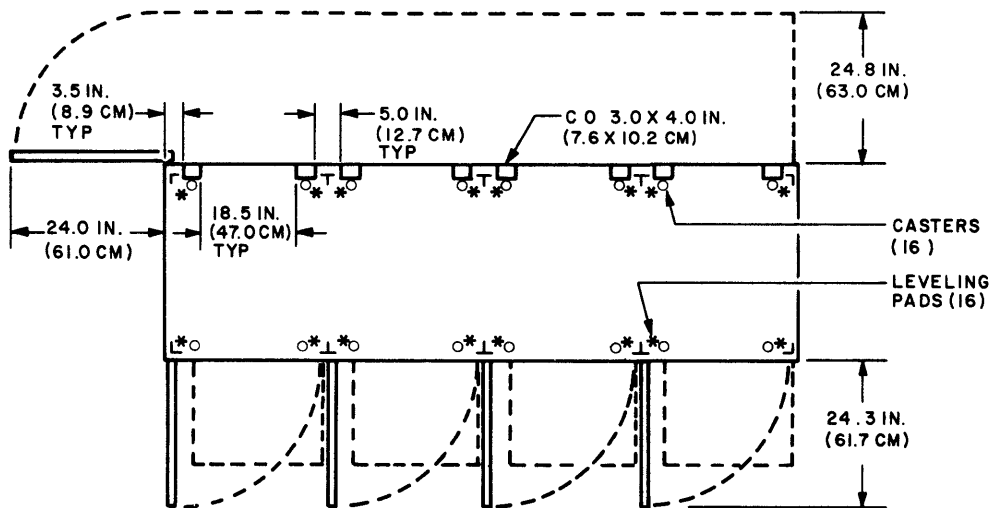 24.8 IN.
(63.0 CM)
3.5 IN.
(8.9 CM)
TYP
5.0 IN.
(12.7 CM)
TYP
C O 3.0 X 4.0 IN.
(7.6 X 10.2 CM)
24.0 IN.
(61.0 CM)
18.5 IN.
(47.0 CM)
TYP
CASTERS
(16)
LEVELING
PADS (16)
24.3 IN.
(61.7 CM)